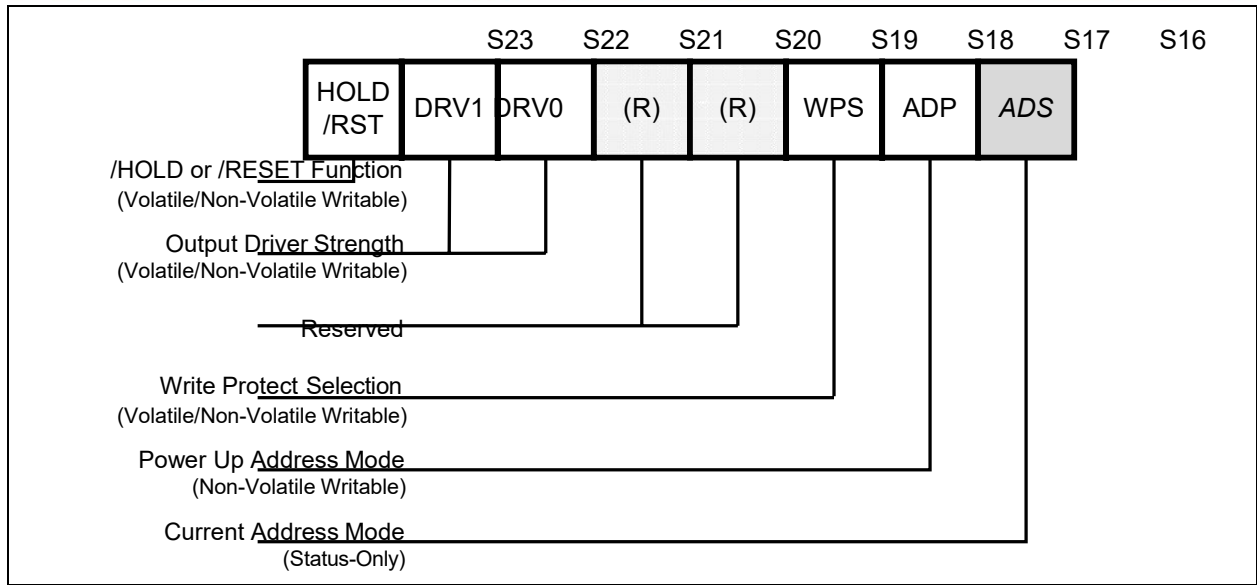 S23 S22 S21 S20 S19 S18 S17 S16
HOLD
/RST
DRV1 DRV0 (R) (R) WPS ADP ADS
/HOLD or /RESET Function
(Volatile/Non-Volatile Writable)
Output Driver Strength
(Volatile/Non-Volatile Writable)
Reserved
Write Protect Selection
(Volatile/Non-Volatile Writable)
Power Up Address Mode
(Non-Volatile Writable)
Current Address Mode
(Status-Only)